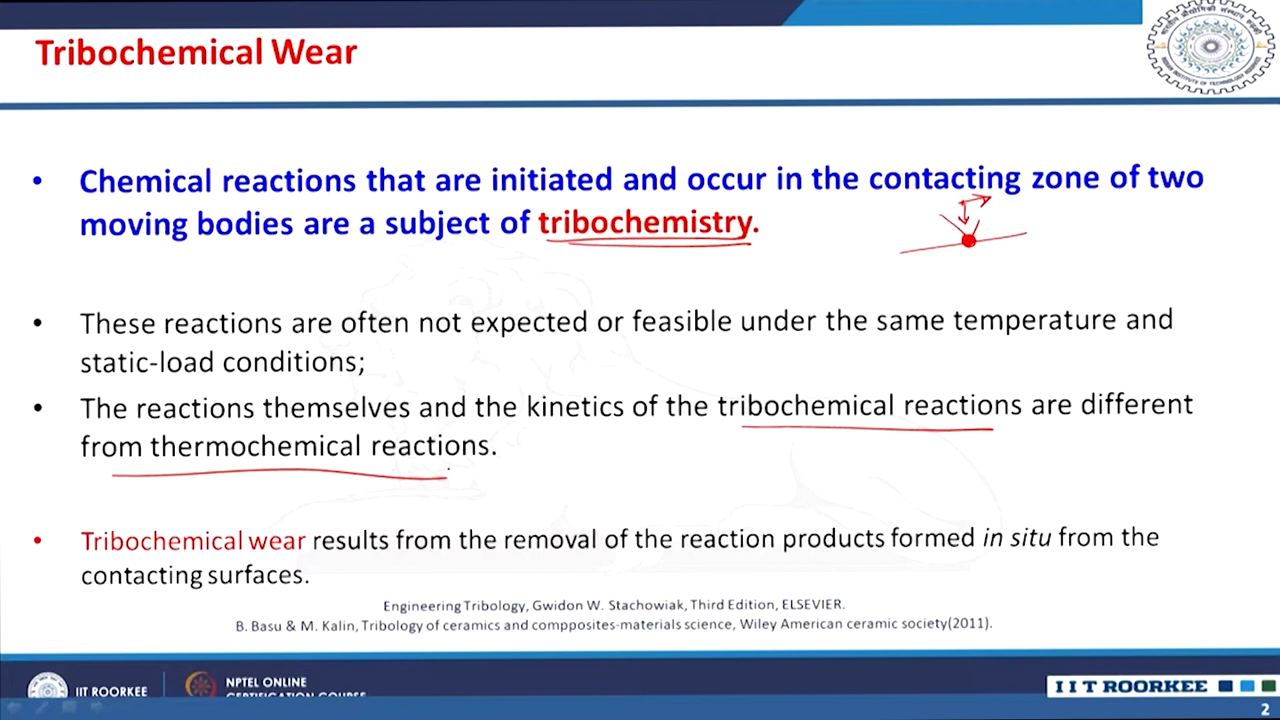 Tribochemical Wear
• Chemical reactions that are initiated and occur in the contacting zone of two
moving bodies are a subject of tribochemistry.
• These reactions are often not expected or feasible under the same temperature and
static-load conditions;
• The reactions themselves and the kinetics of the tribochemical reactions are different
from thermochemical reactions.
• Tribochemical wear results from the removal of the reaction products formed in situ from the
contacting surfaces.
Engineering Tribology, Gwidon W. Stachowiak, Third Edition, ELSEVIER.
B. Basu & M. Kalin, Tribology of ceramics and compposites-materials science, Wiley American ceramic society(2011).
IIT ROORKEE
NPTEL ONLINE
CERTIFICATION COURSE
IIT ROORKEE
2